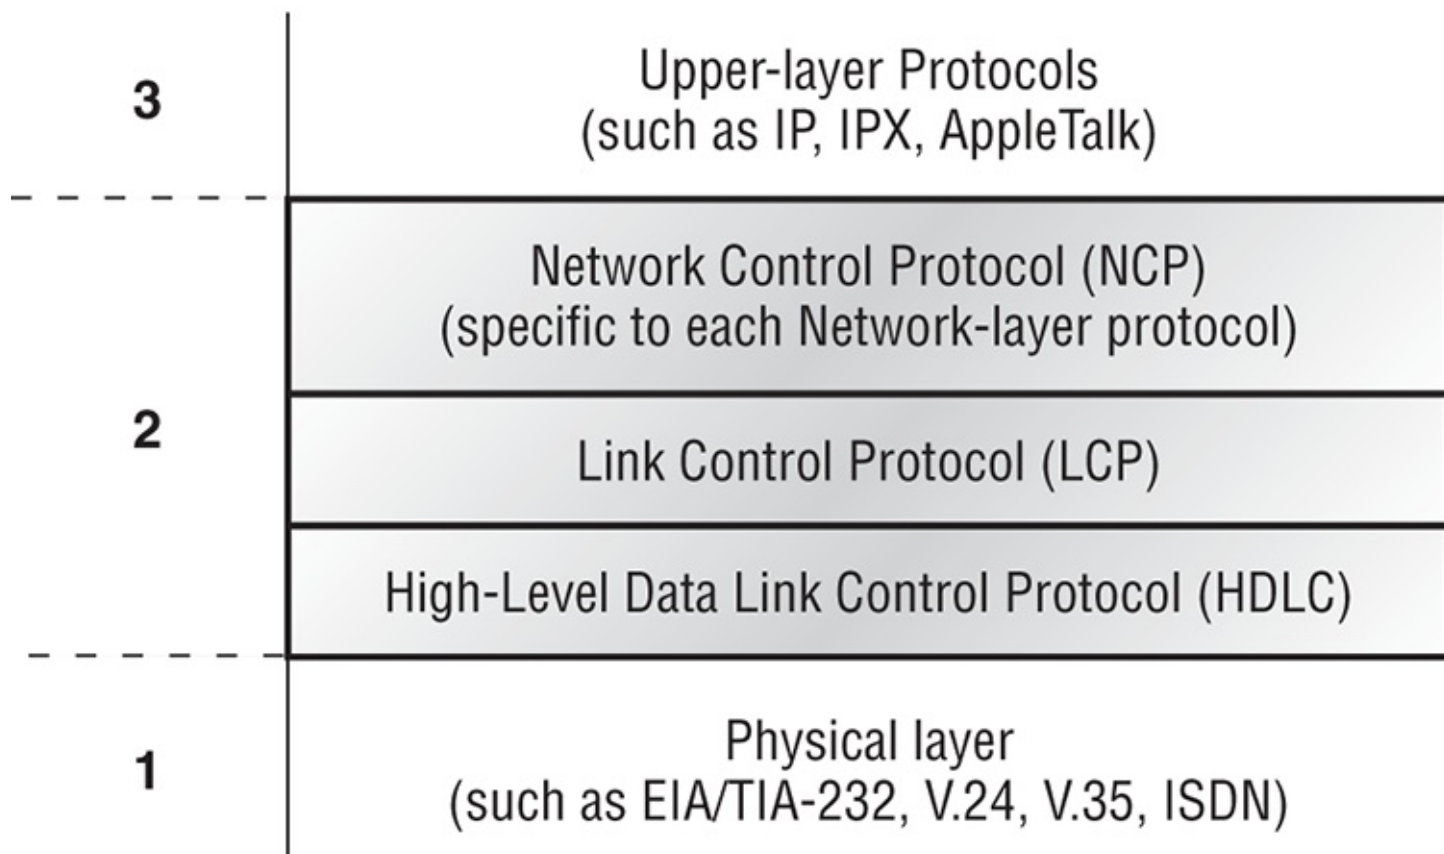 3
Upper-layer Protocols
(such as IP, IPX, AppleTalk)
2
Network Control Protocol (NCP)
(specific to each Network-layer protocol)
Link Control Protocol (LCP)
High-Level Data Link Control Protocol (HDLC)
1
Physical layer
(such as EIA/TIA-232, V.24, V.35, ISDN)